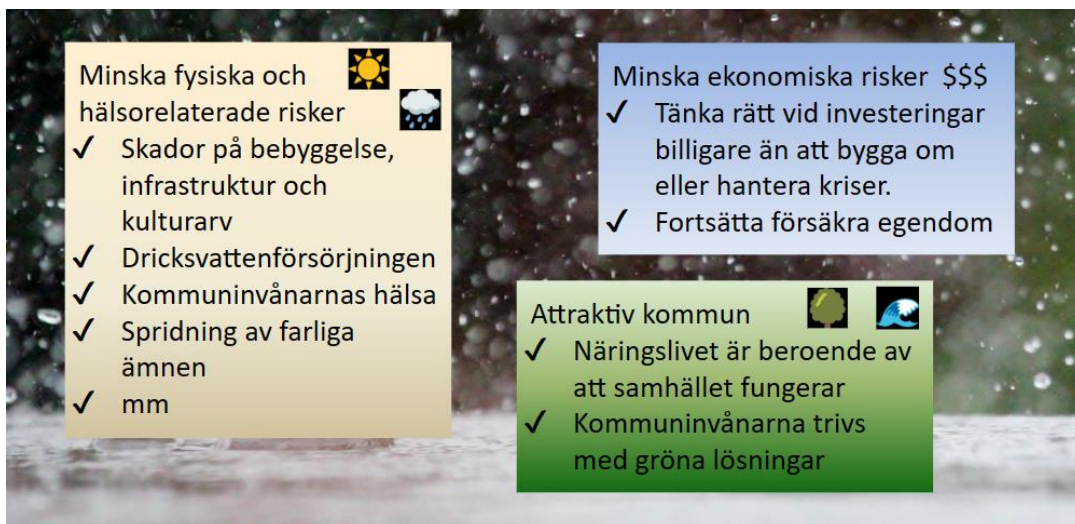 Minska fysiska och
hälsorelaterade risker
✓ Skador på bebyggelse,
infrastruktur och
kulturarv
✓ Dricksvattenförsörjningen
✓ Kommuninvånarnas hälsa
✓ Spridning av farliga
ämnen
✓ mm
Minska ekonomiska risker $$$
✓ Tänka rätt vid investeringar
billigare än att bygga om
eller hantera kriser.
✓ Fortsätta försäkra egendom
Attraktiv kommun
✓ Näringslivet är beroende av
att samhället fungerar
✓ Kommuninvånarna trivs
med gröna lösningar